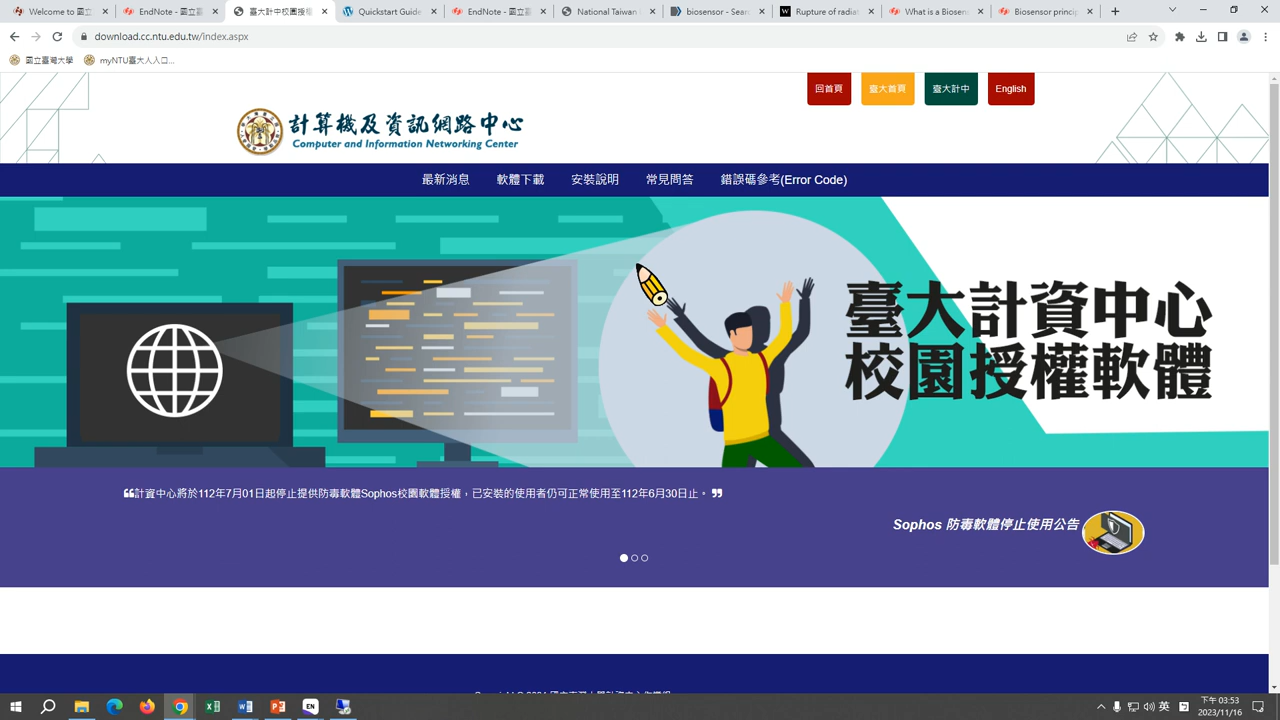 Welcome to 國立
EndNote - 國立臺
臺大計中校園授權
Quickstart Guide
EndNote - 國立臺
National Taiwan
biosensor - Sear
Rupture of radial
What is a Biosens
Biosensor princip
download.cc.ntu.edu.tw/index.aspx
國立臺灣大學
myNTU臺大人入口...
回首頁
臺大首頁
臺大計中
English
計算機及資訊網路中心
Computer and Information Networking Center
最新消息
軟體下載
安裝說明
常見問答
錯誤碼參考(Error Code)
臺大計資中心
校園授權軟體
計資中心將於112年7月01日起停止提供防毒軟體Sophos校園軟體授權，已安裝的使用者仍可正常使用至112年6月30日止。
Sophos 防毒軟體停止使用公告
EN
英
下午 03:53
2023/11/16